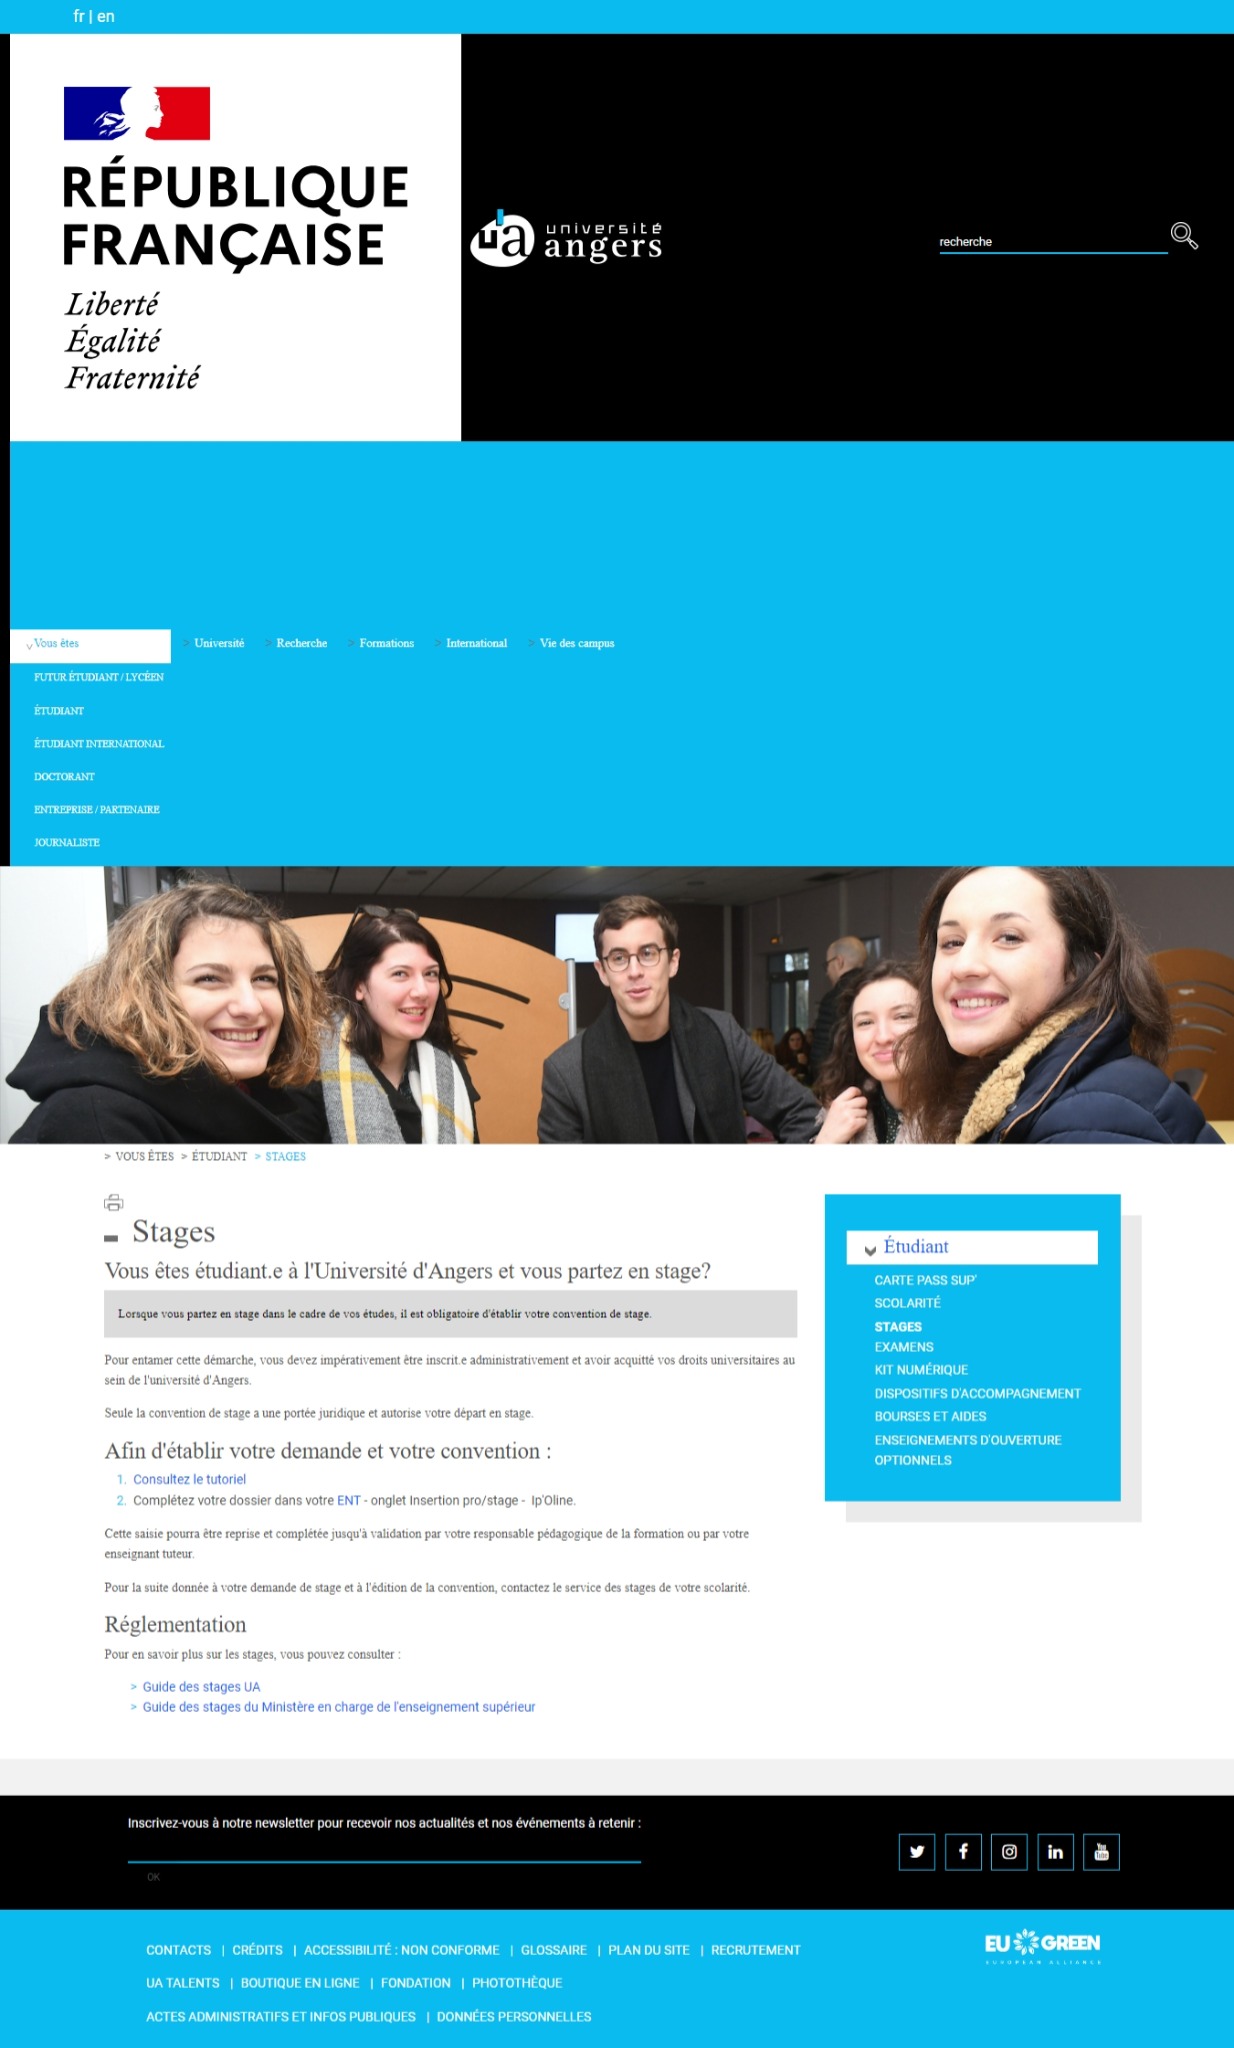 fr | en
RÉPUBLIQUE
FRANÇAISE
Liberté
Égalité
Fraternité
ua université
angers
recherche
Vous êtes > Université > Recherche > Formations > International > Vie des campus
FUTUR ÉTUDIANT / LYCÉEN
ÉTUDIANT
ÉTUDIANT INTERNATIONAL
DOCTORANT
ENTREPRISE / PARTENAIRE
JOURNALISTE
> VOUS ÊTES > ÉTUDIANT > STAGES
Stages
Vous êtes étudiant.e à l'Université d'Angers et vous partez en stage?
Lorsque vous partez en stage dans le cadre de vos études, il est obligatoire d'établir votre convention de stage.
Pour entamer cette démarche, vous devez impérativement être inscrit.e administrativement et avoir acquitté vos droits universitaires au
sein de l'université d'Angers.
Seule la convention de stage a une portée juridique et autorise votre départ en stage.
Afin d'établir votre demande et votre convention :
1. Consultez le tutoriel
2. Complétez votre dossier dans votre ENT - onglet Insertion pro/stage - Ip'Oline.
Cette saisie pourra être reprise et complétée jusqu'à validation par votre responsable pédagogique de la formation ou par votre
enseignant tuteur.
Pour la suite donnée à votre demande de stage et à l'édition de la convention, contactez le service des stages de votre scolarité.
Réglementation
Pour en savoir plus sur les stages, vous pouvez consulter :
> Guide des stages UA
> Guide des stages du Ministère en charge de l'enseignement supérieur
Étudiant
CARTE PASS SUP'
SCOLARITÉ
STAGES
EXAMENS
KIT NUMÉRIQUE
DISPOSITIFS D'ACCOMPAGNEMENT
BOURSES ET AIDES
ENSEIGNEMENTS D'OUVERTURE
OPTIONNELS
Inscrivez-vous à notre newsletter pour recevoir nos actualités et nos événements à retenir :
OK
You Tube
CONTACTS | CRÉDITS | ACCESSIBILITÉ : NON CONFORME | GLOSSAIRE | PLAN DU SITE | RECRUTEMENT
UA TALENTS | BOUTIQUE EN LIGNE | FONDATION | PHOTOTHÈQUE
ACTES ADMINISTRATIFS ET INFOS PUBLIQUES | DONNÉES PERSONNELLES
EU GREEN
EUROPEAN ALLIANCE